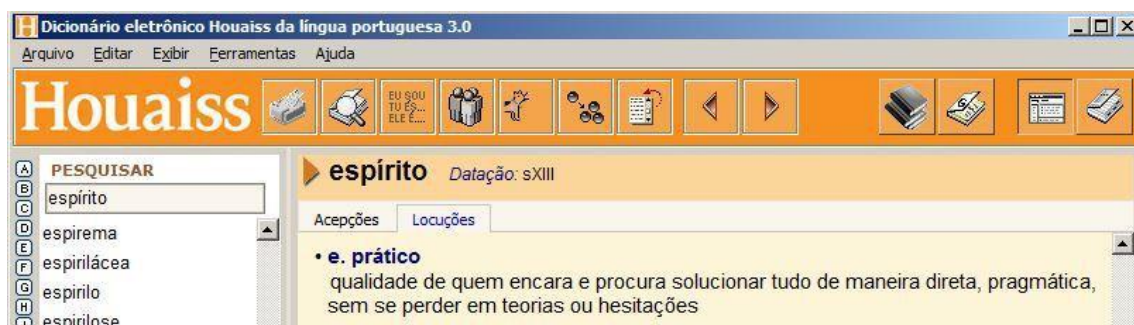 Dicionário eletrônico Houaiss da língua portuguesa 3.0
Arquivo Editar Exibir Ferramentas Ajuda
Houaiss
EU SOU
TU ÉS...
ELE É...
A
B
C
D
E
F
G
H
PESQUISAR
espírito
espirema
espirilácea
espirilo
espirilose
espírito Datação: sXIII
Acepções Locuções
• e. prático
qualidade de quem encara e procura solucionar tudo de maneira direta, pragmática,
sem se perder em teorias ou hesitações